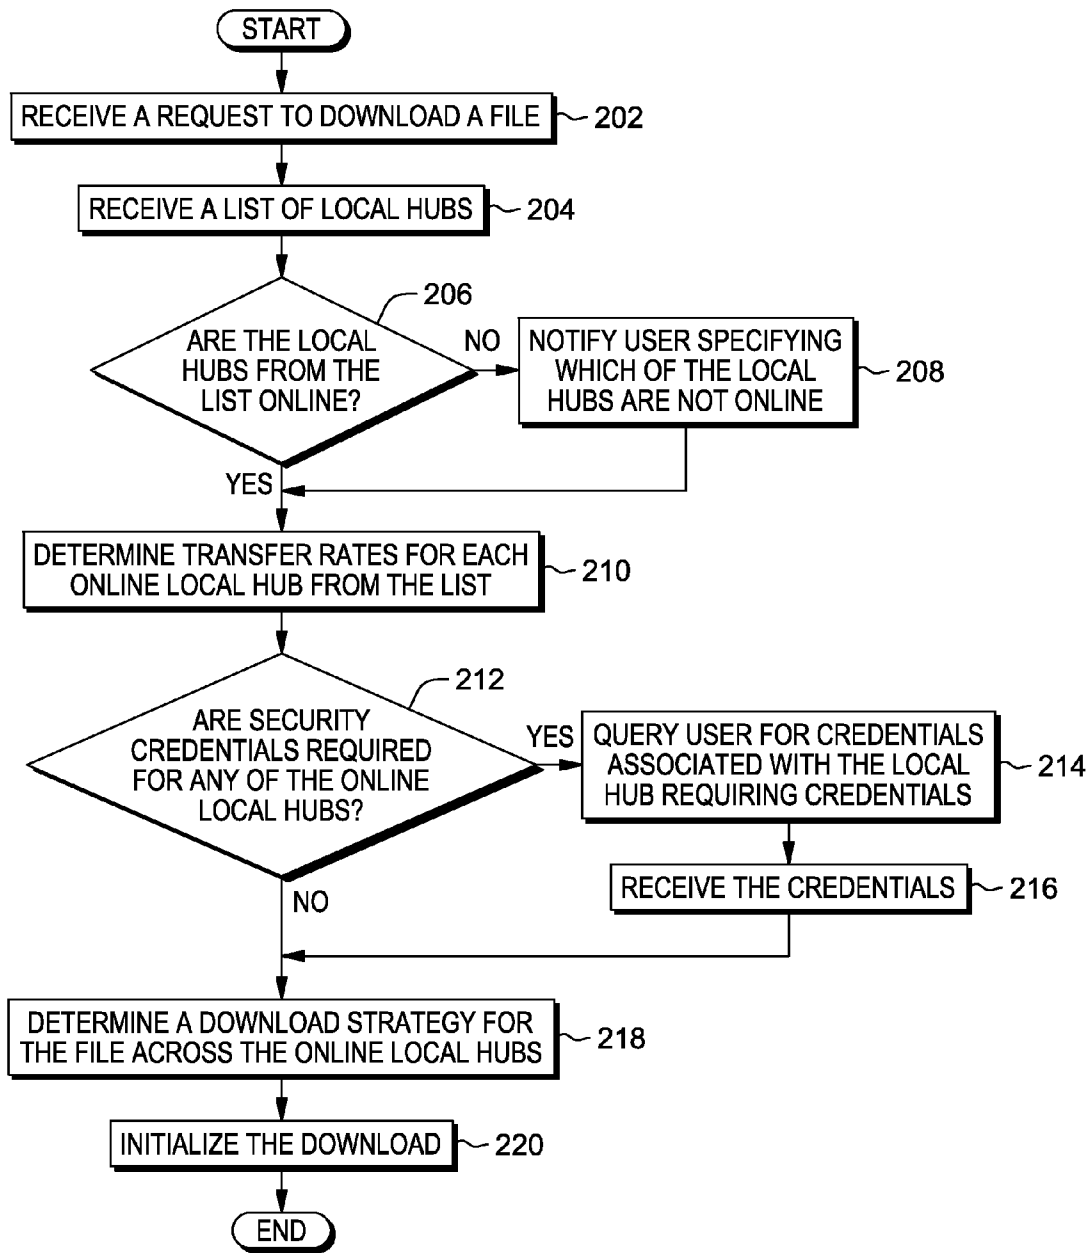 START
RECEIVE A REQUEST TO DOWNLOAD A FILE
202
RECEIVE A LIST OF LOCAL HUBS
204
206
ARE THE LOCAL
HUBS FROM THE
LIST ONLINE?
NO
NOTIFY USER SPECIFYING
WHICH OF THE LOCAL
HUBS ARE NOT ONLINE
208
YES
DETERMINE TRANSFER RATES FOR EACH
ONLINE LOCAL HUB FROM THE LIST
210
212
ARE SECURITY
CREDENTIALS REQUIRED
FOR ANY OF THE ONLINE
LOCAL HUBS?
YES
QUERY USER FOR CREDENTIALS
ASSOCIATED WITH THE LOCAL
HUB REQUIRING CREDENTIALS
214
RECEIVE THE CREDENTIALS
216
NO
DETERMINE A DOWNLOAD STRATEGY FOR
THE FILE ACROSS THE ONLINE LOCAL HUBS
218
INITIALIZE THE DOWNLOAD
220
END